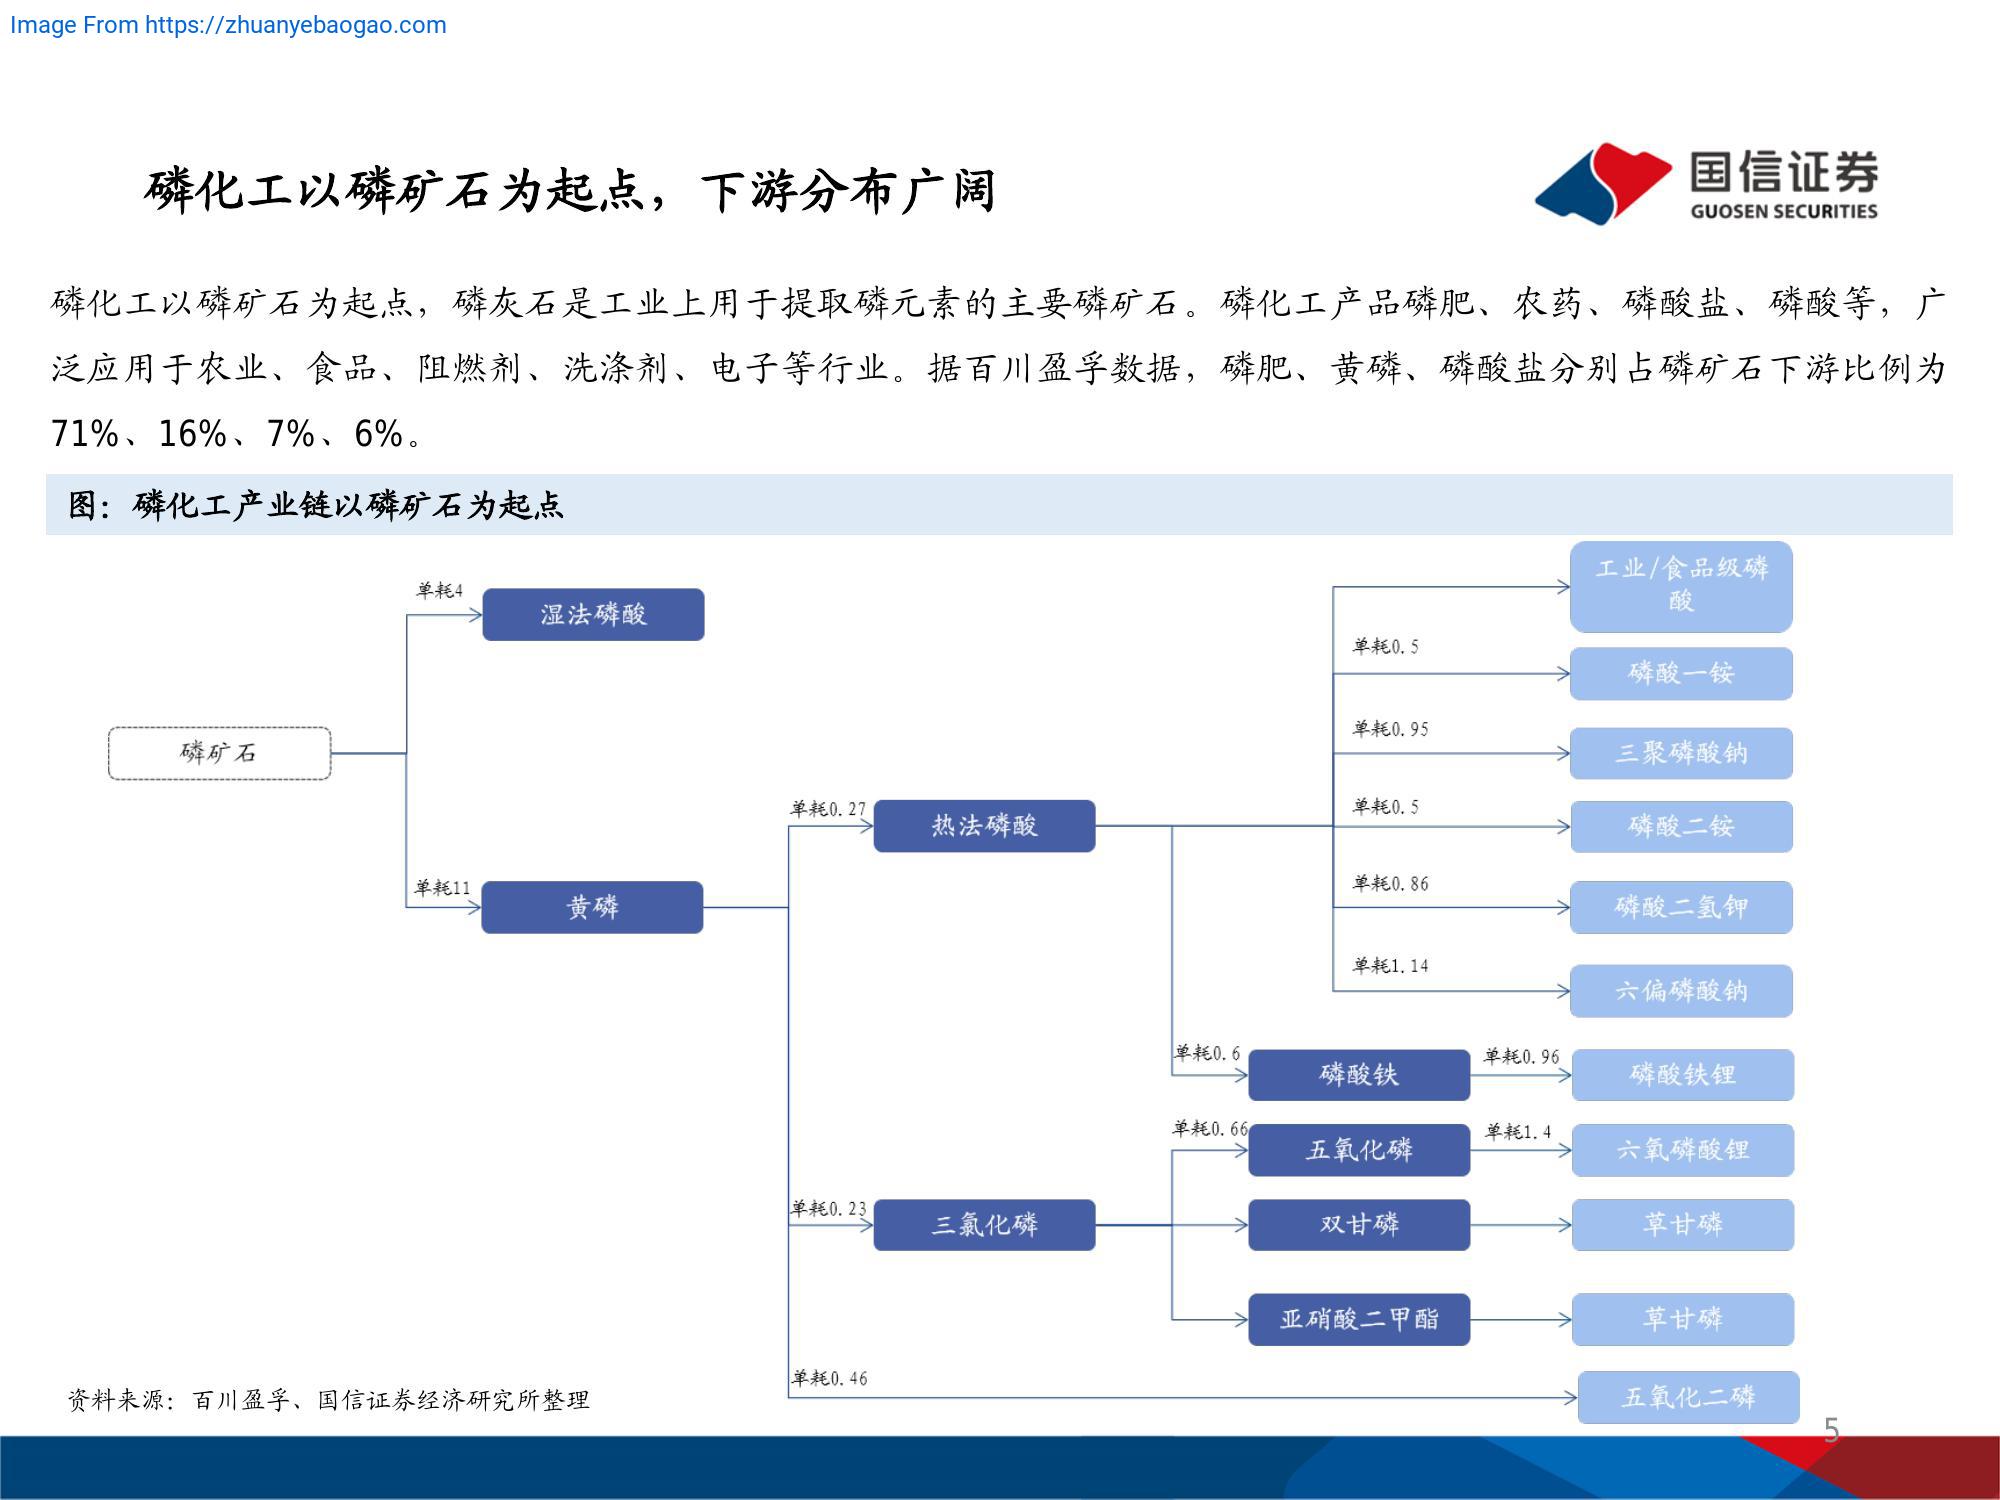 Image From https://zhuanyebaogao.com
磷化工以磷矿石为起点，下游分布广阔
国信证券
GUOSEN SECURITIES
磷化工以磷矿石为起点，磷灰石是工业上用于提取磷元素的主要磷矿石。磷化工产品磷肥、农药、磷酸盐、磷酸等，广
泛应用于农业、食品、阻燃剂、洗涤剂、电子等行业。据百川盈孚数据，磷肥、黄磷、磷酸盐分别占磷矿石下游比例为
71%、16%、7%、6%。
图：磷化工产业链以磷矿石为起点
工业/食品级磷
酸
单耗4
湿法磷酸
单耗0.5
磷酸一铵
单耗0.95
三聚磷酸钠
磷矿石
单耗0.27
热法磷酸
单耗0.5
磷酸二铵
单耗11
黄磷
单耗0.86
磷酸二氢钾
单耗1.14
六偏磷酸钠
单耗0.6
磷酸铁
单耗0.96
磷酸铁锂
单耗0.66
五氧化磷
单耗1.4
六氧磷酸锂
单耗0.23
三氯化磷
双甘磷
草甘磷
亚硝酸二甲酯
草甘磷
单耗0.46
五氧化二磷
资料来源：百川盈孚、国信证券经济研究所整理
5